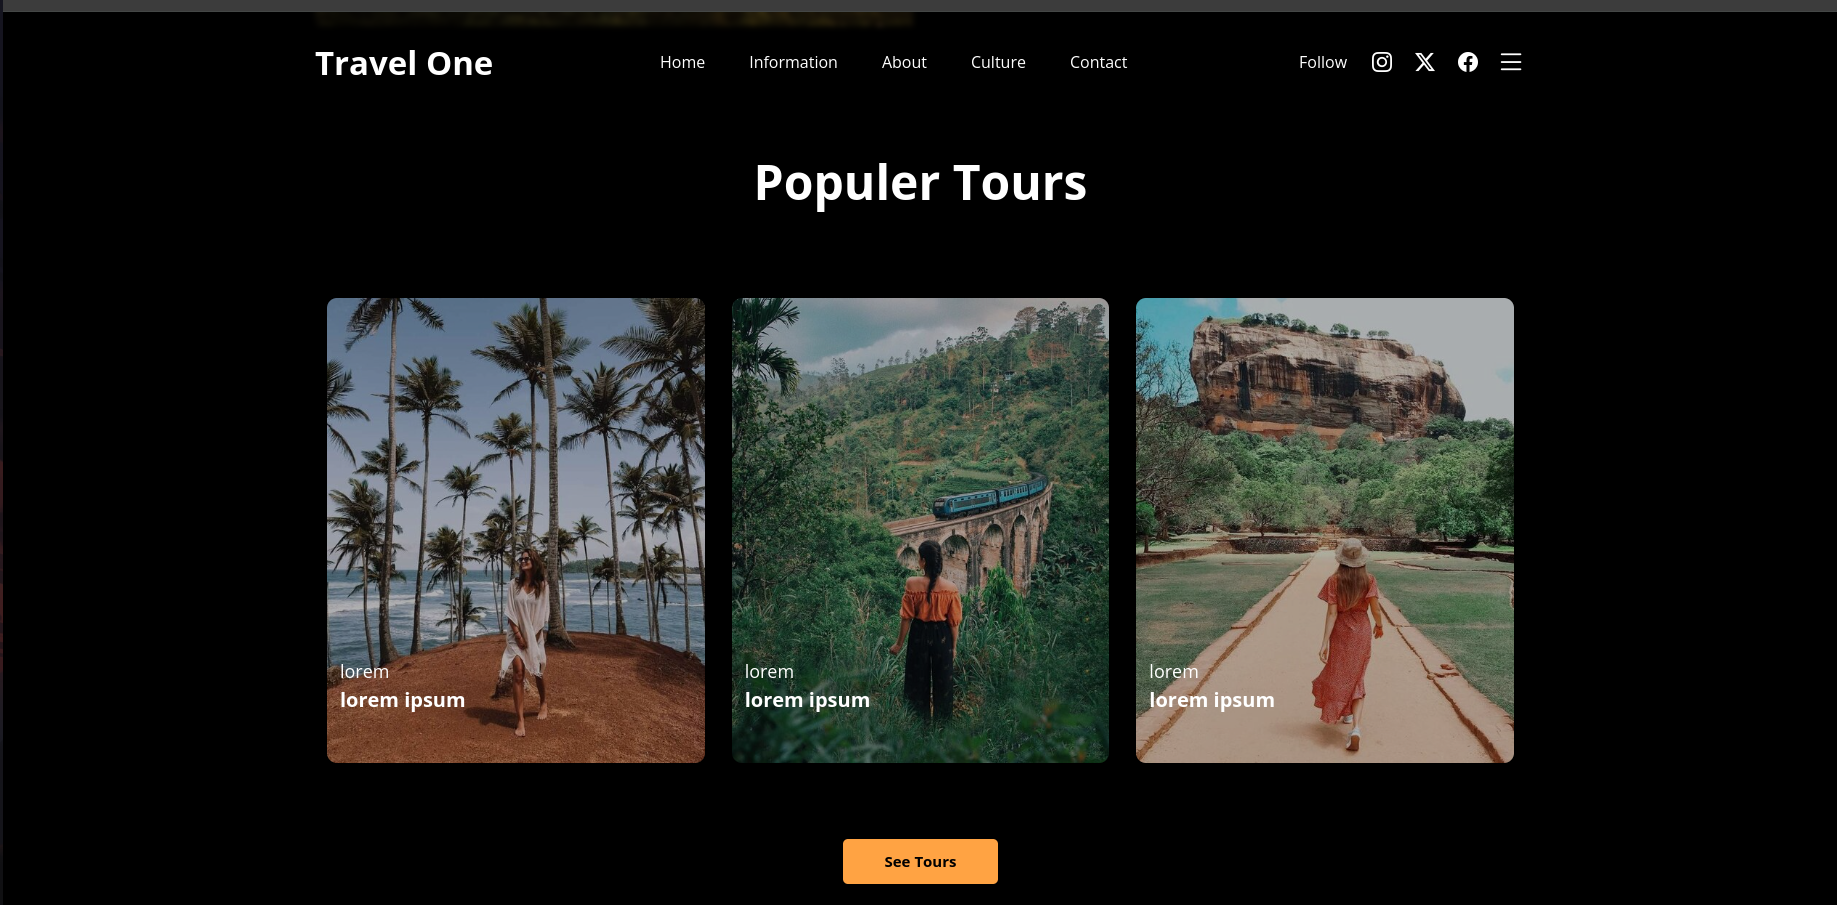 Travel One
Home Information About Culture Contact
Follow
Populer Tours
lorem
lorem ipsum
lorem
lorem ipsum
lorem
lorem ipsum
See Tours